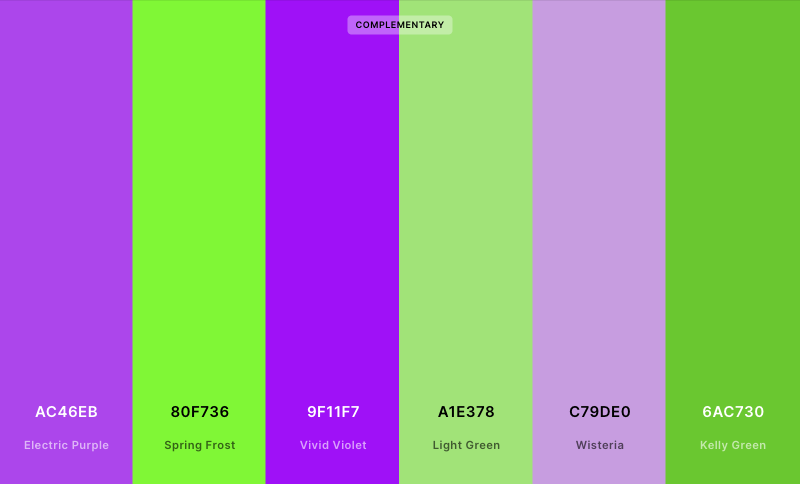 COMPLEMENTARY
AC46EB 80F736 9F11F7 A1E378 C79DE0 6AC730
Electric Purple Spring Frost Vivid Violet Light Green Wisteria Kelly Green